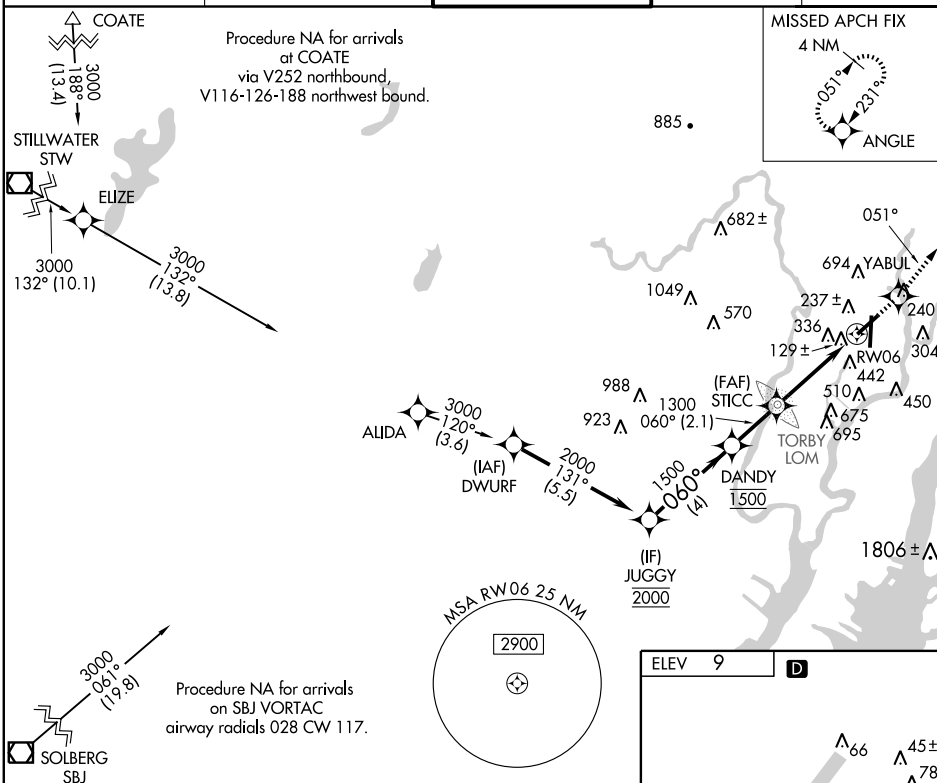 COATE
3000
188°
(13.4)
Procedure NA for arrivals
at COATE
via V252 northbound,
V116-126-188 northwest bound.
MISSED APCH FIX
4 NM
051°
231°
ANGLE
885
STILLWATER
STW
ELIZE
3000
132° (10.1)
3000
132°
(13.8)
682±
051°
694
YABUL
1049
570
237±
240
336
129±
RW06
304
442
988
923
(FAF)
STICC
1300
060° (2.1)
510
675
695
450
TORBY
LOM
ALIDA
3000
120°
(3.6)
(IAF)
DWURF
2000
131°
(5.5)
1500
060°
(4)
DANDY
1500
(IF)
JUGGY
2000
1806±
MSA RW06 25 NM
2900
3000
061°
(19.8)
Procedure NA for arrivals
on SBJ VORTAC
airway radials 028 CW 117.
SOLBERG
SBJ
ELEV 9
D
66
45±
78